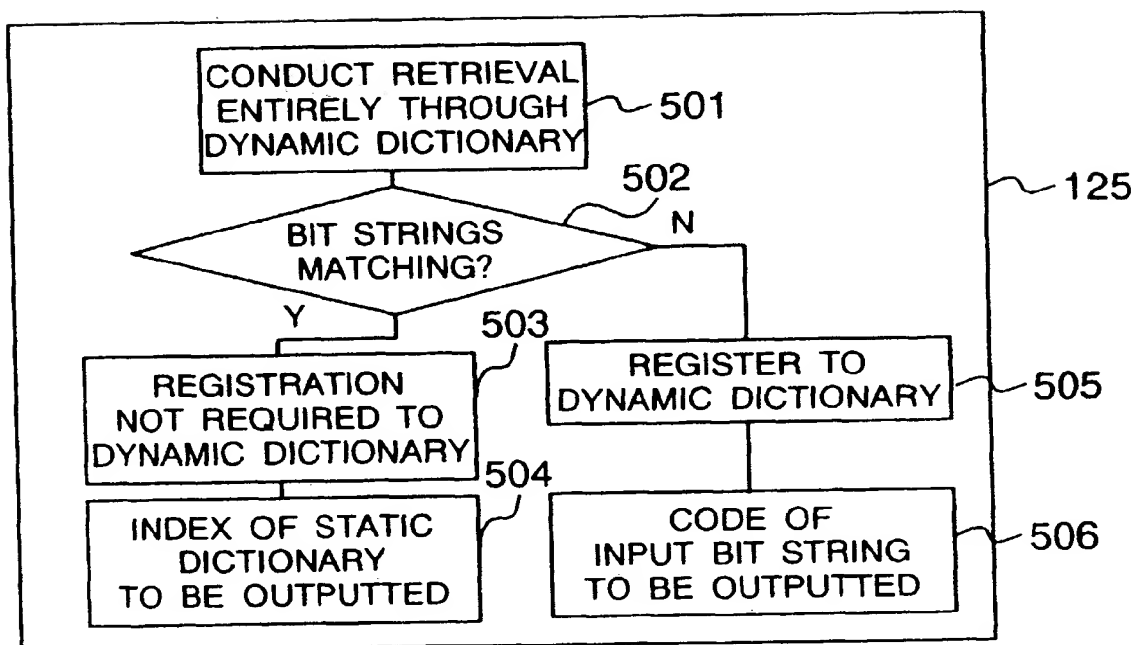 CONDUCT RETRIEVAL
ENTIRELY THROUGH
DYNAMIC DICTIONARY
501
502
125
BIT STRINGS
MATCHING?
N
Y
503
REGISTRATION
NOT REQUIRED TO
DYNAMIC DICTIONARY
REGISTER TO
DYNAMIC DICTIONARY
505
504
INDEX OF STATIC
DICTIONARY
TO BE OUTPUTTED
CODE OF
INPUT BIT STRING
TO BE OUTPUTTED
506